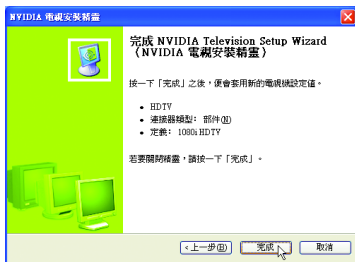 NVIDIA 電視安裝精靈
完成 NVIDIA Television Setup Wizard
(NVIDIA 電視安裝精靈)
按一下「完成」之後，便會套用新的電視機設定值。
• HDTV
• 連接器類型: 部件(N)
• 定義: 1080i HDTV
若要關閉精靈，請按一下「完成」。
<上一步(B)
完成
取消